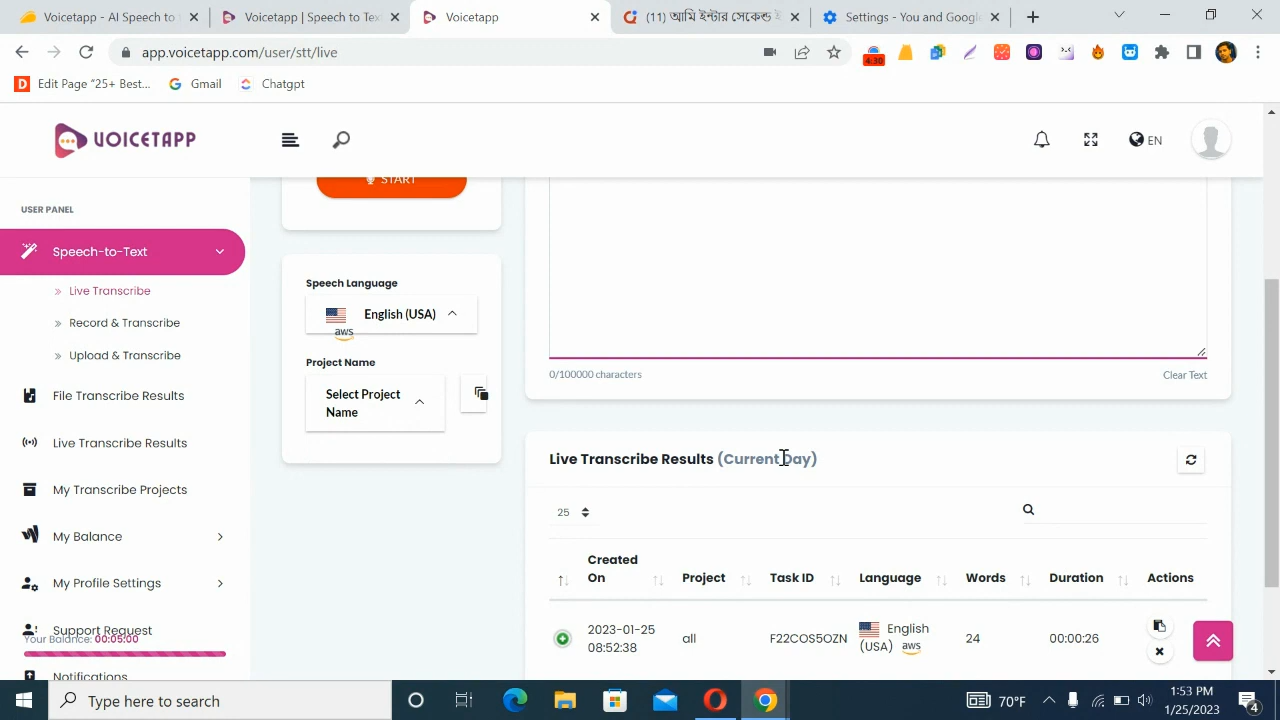 Voicetapp - AI Speech to
Voicetapp | Speech to Tex
Voicetapp
(11) আমি ইন্টার সেকেন্ড ই
Settings - You and Google
app.voicetapp.com/user/stt/live
4:30
Edit Page “25+ Best...
Gmail
Chatgpt
VOICETAPP
EN
USER PANEL
Speech-to-Text
Live Transcribe
Record & Transcribe
Upload & Transcribe
File Transcribe Results
Live Transcribe Results
My Transcribe Projects
My Balance
My Profile Settings
Support Request
Your Balance: 00:05:00
Notifications
START
Speech Language
English (USA)
aws
Project Name
Select Project
Name
0/100000 characters
Clear Text
Live Transcribe Results (Current Day)
25
Created
On
Project
Task ID
Language
Words
Duration
Actions
2023-01-25
08:52:38
all
F22COS5OZN
English
(USA)
aws
24
00:00:26
Type here to search
70°F
1:53 PM
1/25/2023
4